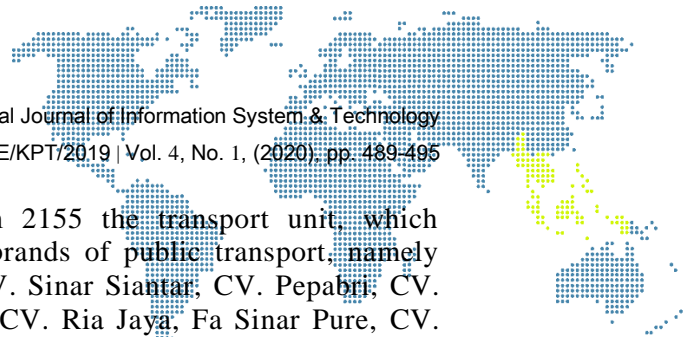 al Journal of Information System & Technology
E/KPT/2019 | Vol. 4, No. 1, (2020), pp. 489-495
2155 the transport unit, which
brands of public transport, namely
. Sinar Siantar, CV. Pepabri, CV.
CV. Ria Jaya, Fa Sinar Pure, CV.